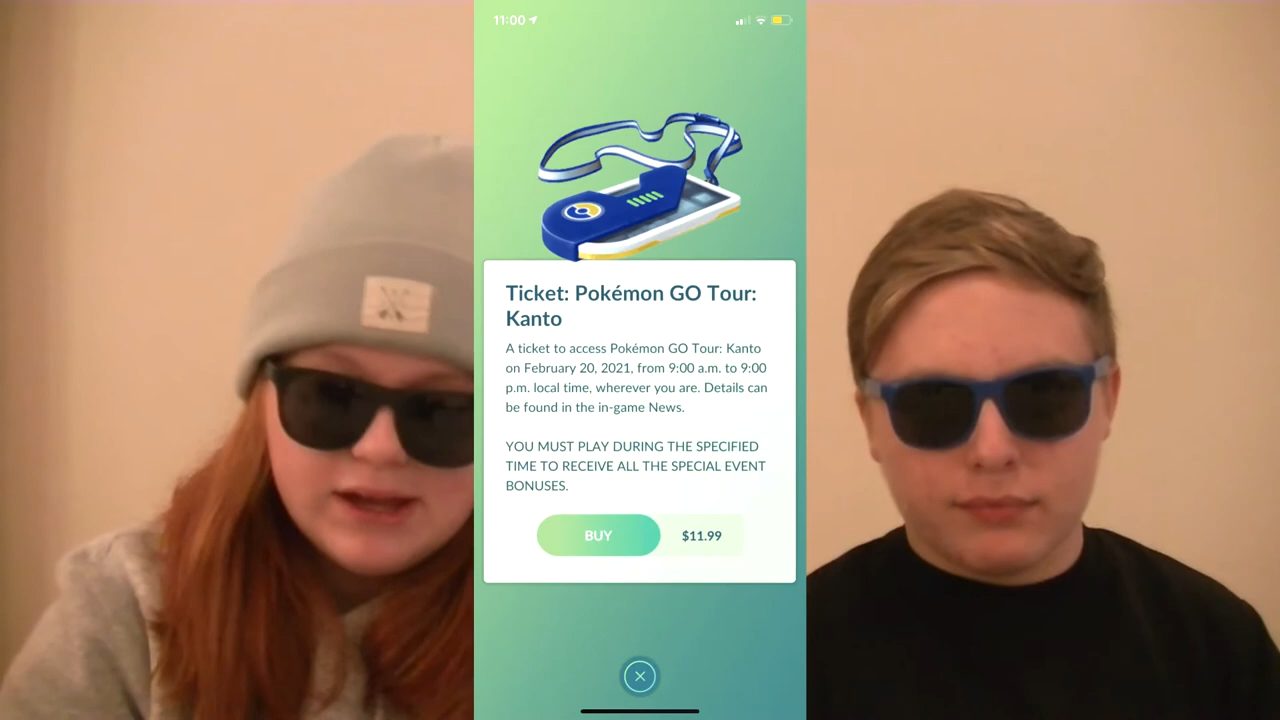 11:00
Ticket: Pokémon GO Tour:
Kanto
A ticket to access Pokémon GO Tour: Kanto
on February 20, 2021, from 9:00 a.m. to 9:00
p.m. local time, wherever you are. Details can
be found in the in-game News.
YOU MUST PLAY DURING THE SPECIFIED
TIME TO RECEIVE ALL THE SPECIAL EVENT
BONUSES.
BUY $11.99